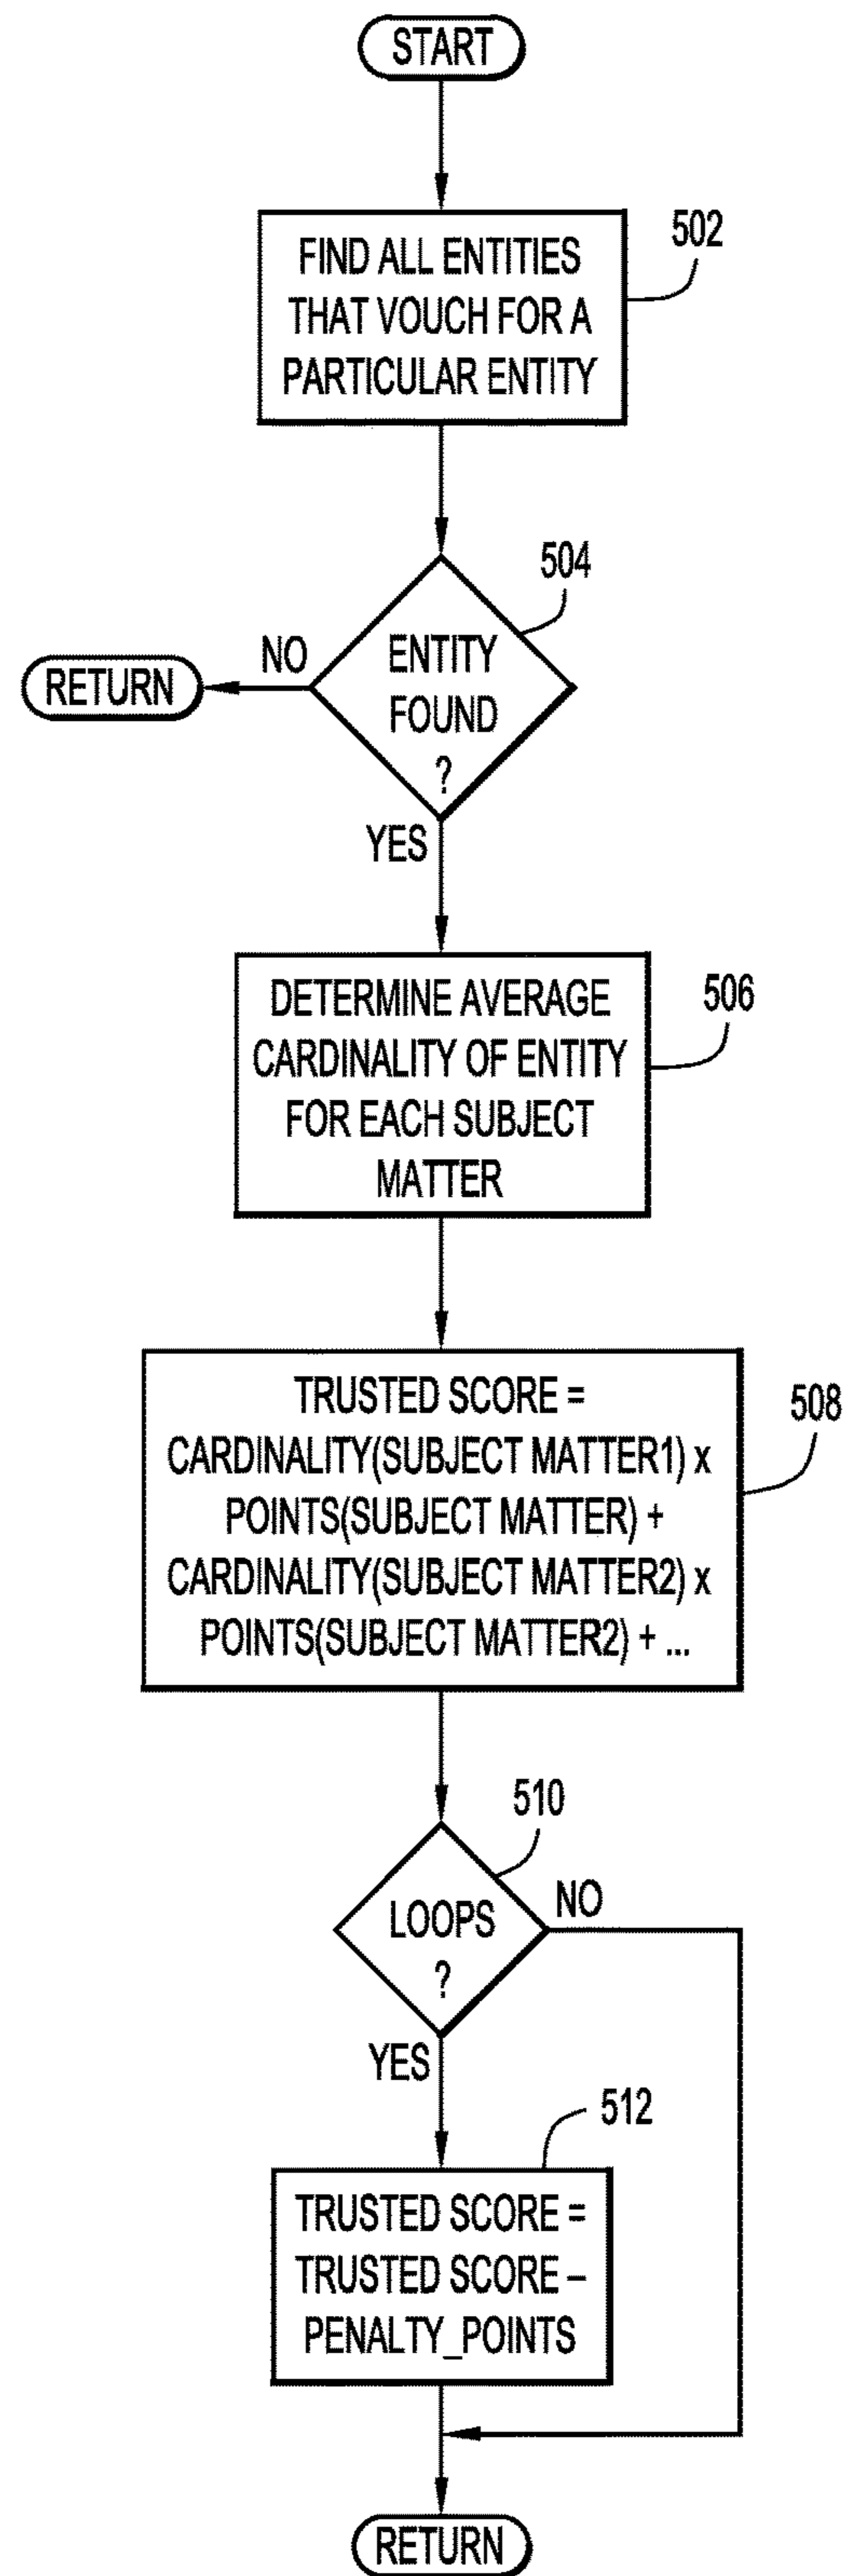 START
FIND ALL ENTITIES
THAT VOUCH FOR A
PARTICULAR ENTITY
502
504
ENTITY
FOUND
?
NO
RETURN
YES
DETERMINE AVERAGE
CARDINALITY OF ENTITY
FOR EACH SUBJECT
MATTER
506
TRUSTED SCORE =
CARDINALITY(SUBJECT MATTER1) x
POINTS(SUBJECT MATTER) +
CARDINALITY(SUBJECT MATTER2) x
POINTS(SUBJECT MATTER2) + ...
508
510
LOOPS
?
NO
YES
512
TRUSTED SCORE =
TRUSTED SCORE –
PENALTY_POINTS
RETURN